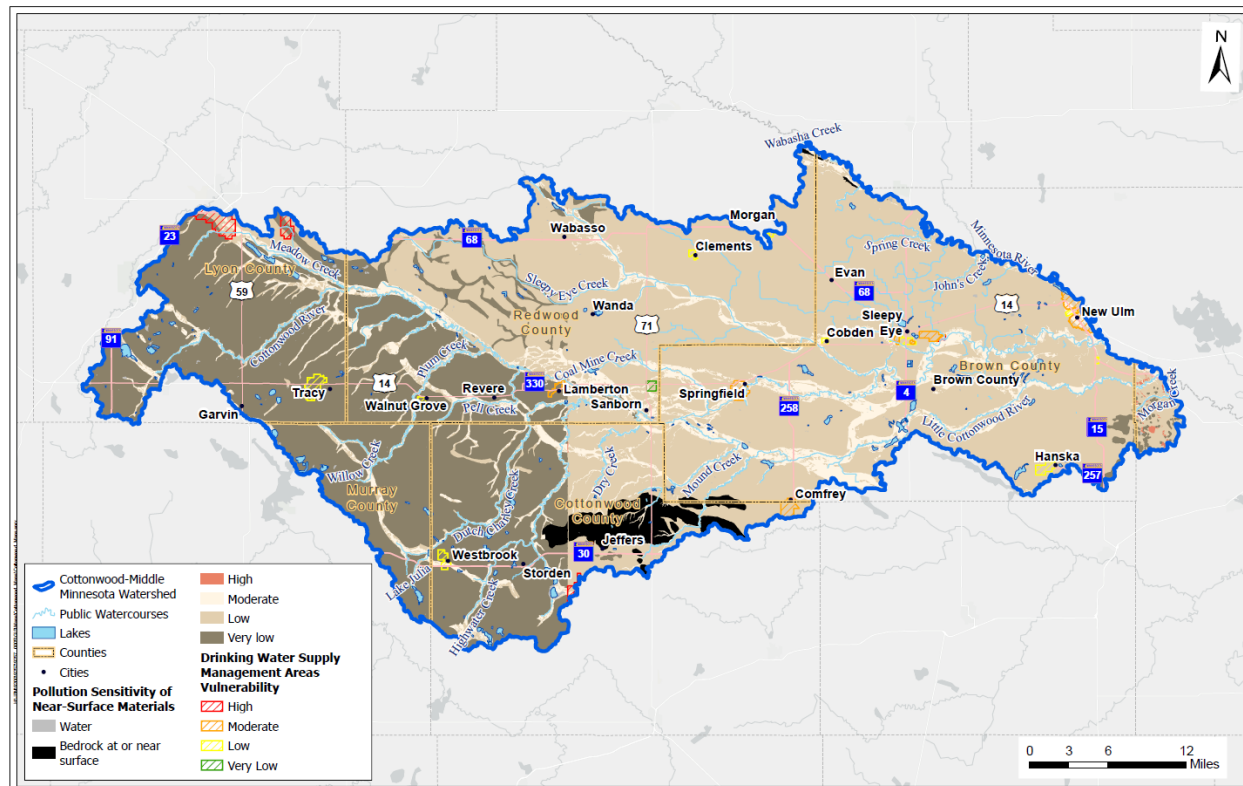 N
Wabasha Creek
Morgan
Minnesota River
Wabasso
68
23
Meadow Creek
Lyon County
Clements
Spring Creek
Evan
John's Creek
59
Sleepy Eye Creek
68
14
New Ulm
Wanda
Redwood
County
71
Sleepy
Eye
Cobden
91
Cottonwood River
Plum Creek
Coal Mine Creek
Brown County
Tracy
14
Revere
330
Lamberton
Springfield
4
Brown County
Morgan Creek
Garvin
Walnut Grove
Pell Creek
Sanborn
258
Little Cottonwood River
15
Willow Creek
Murray
County
Dutch Charley Creek
Dry Creek
Mound Creek
Hanska
257
Cottonwood
County
Comfrey
Jeffers
Westbrook
30
Storden
Lake Julia
Highwater Creek
Cottonwood-Middle
Minnesota Watershed
Public Watercourses
Lakes
Counties
Cities
Pollution Sensitivity of
Near-Surface Materials
Water
Bedrock at or near
surface
High
Moderate
Low
Very low
Drinking Water Supply
Management Areas
Vulnerability
High
Moderate
Low
Very Low
0 3 6 12
Miles